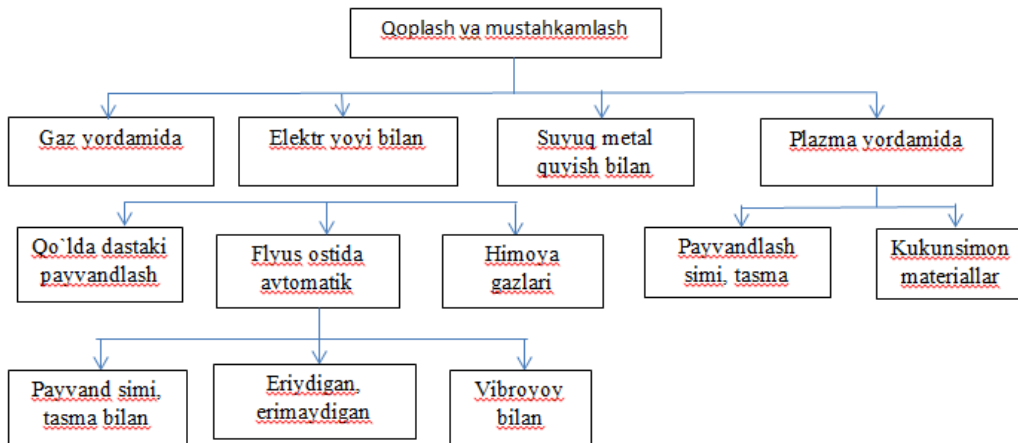 Qoplash va mustahkamlash
Gaz yordamida
Elektr yoyi bilan
Suyuq metal
quyish bilan
Plazma yordamida
Qo`lda dastaki
payvandlash
Flyus ostida
avtomatik
Himoya
gazlari
Payvandlash
simi, tasma
Kukunsimon
materiallar
Payvand simi,
tasma bilan
Eriydigan,
erimaydigan
Vibroyoy
bilan